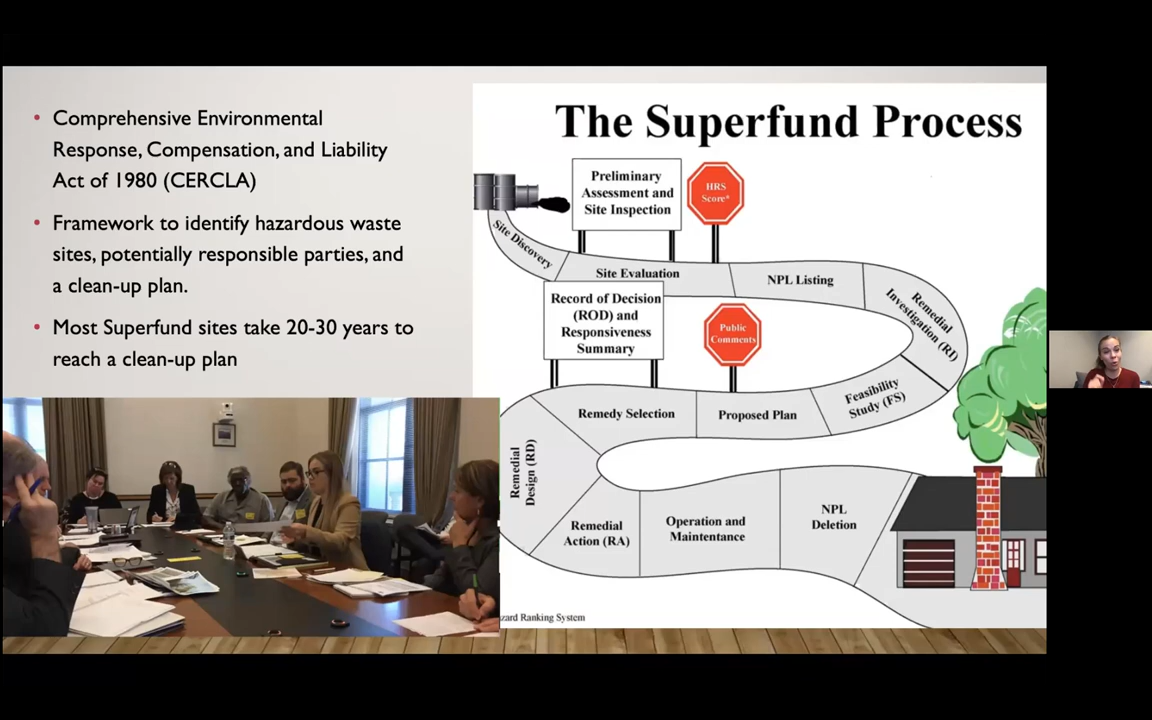 • Comprehensive Environmental
Response, Compensation, and Liability
Act of 1980 (CERCLA)
• Framework to identify hazardous waste
sites, potentially responsible parties, and
a clean-up plan.
• Most Superfund sites take 20-30 years to
reach a clean-up plan
The Superfund Process
Preliminary
Assessment and
Site Inspection
HRS
Score*
Site Discovery
Site Evaluation
NPL Listing
Remedial
Investigation (RI)
Record of Decision
(ROD) and
Responsiveness
Summary
Public
Comments
Feasibility
Study (FS)
Proposed Plan
Remedy Selection
Remedial
Design (RD)
Remedial
Action (RA)
Operation and
Maintentance
NPL
Deletion
zard Ranking System